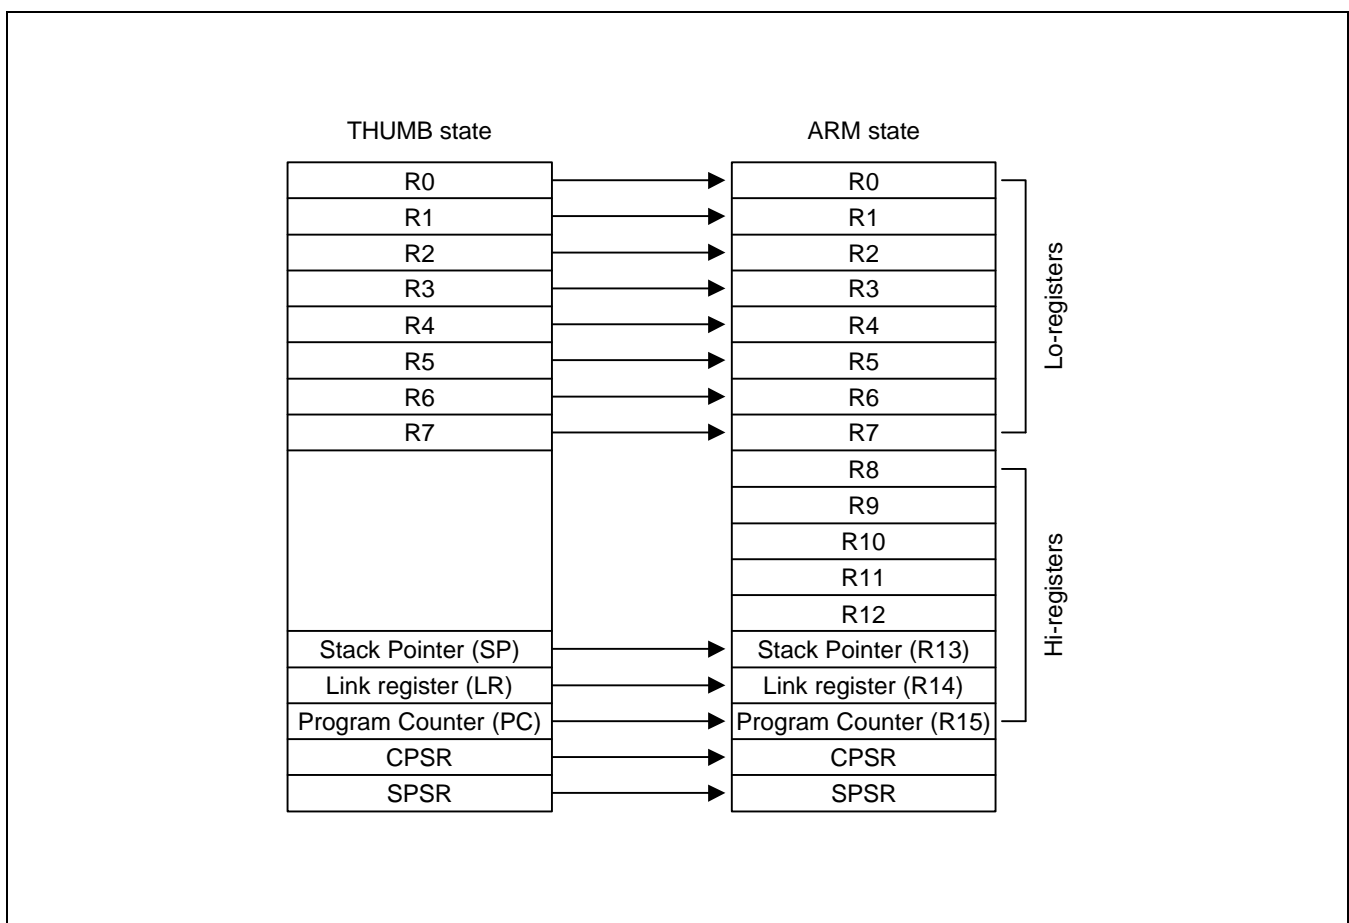 THUMB state
ARM state
R0
R0
R1
R1
R2
R2
R3
R3
R4
R4
R5
R5
R6
R6
R7
R7
Lo-registers
R8
R9
R10
R11
R12
Stack Pointer (SP)
Stack Pointer (R13)
Link register (LR)
Link register (R14)
Program Counter (PC)
Program Counter (R15)
Hi-registers
CPSR
CPSR
SPSR
SPSR